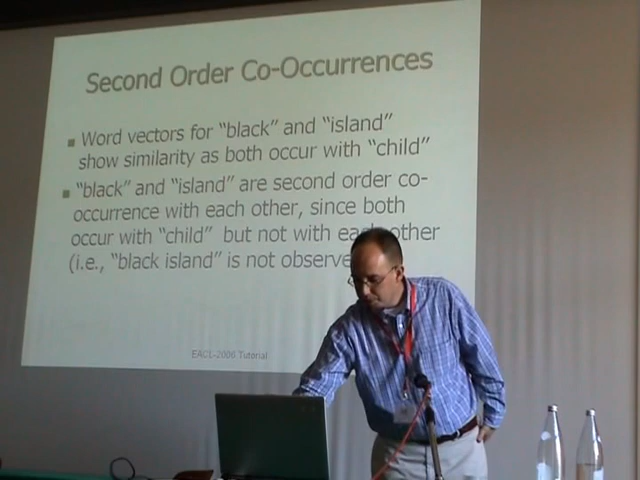 Second Order Co-Occurrences
Word vectors for “black” and “island”
show similarity as both occur with “child”
“black” and “island” are second order co-
occurrence with each other, since both
occur with “child” but not with each other
(i.e., “black island” is not observe
EACL-2006 Tutorial